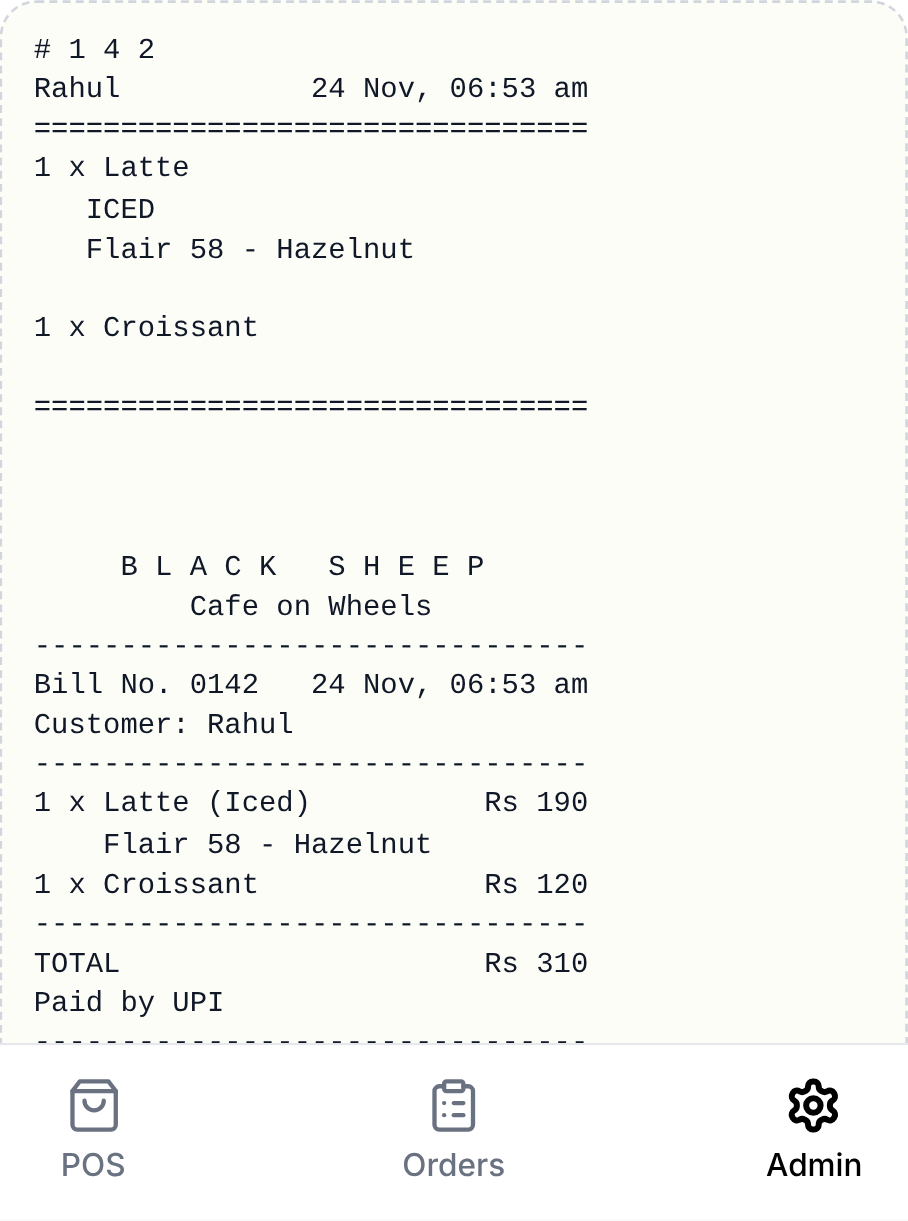 # 1 4 2
Rahul           24 Nov, 06:53 am
================================
1 x Latte
   ICED
   Flair 58 - Hazelnut
1 x Croissant
================================
     B L A C K   S H E E P
         Cafe on Wheels
--------------------------------
Bill No. 0142   24 Nov, 06:53 am
Customer: Rahul
--------------------------------
1 x Latte (Iced)          Rs 190
    Flair 58 - Hazelnut
1 x Croissant             Rs 120
--------------------------------
TOTAL                     Rs 310
Paid by UPI
--------------------------------
POS Orders Admin